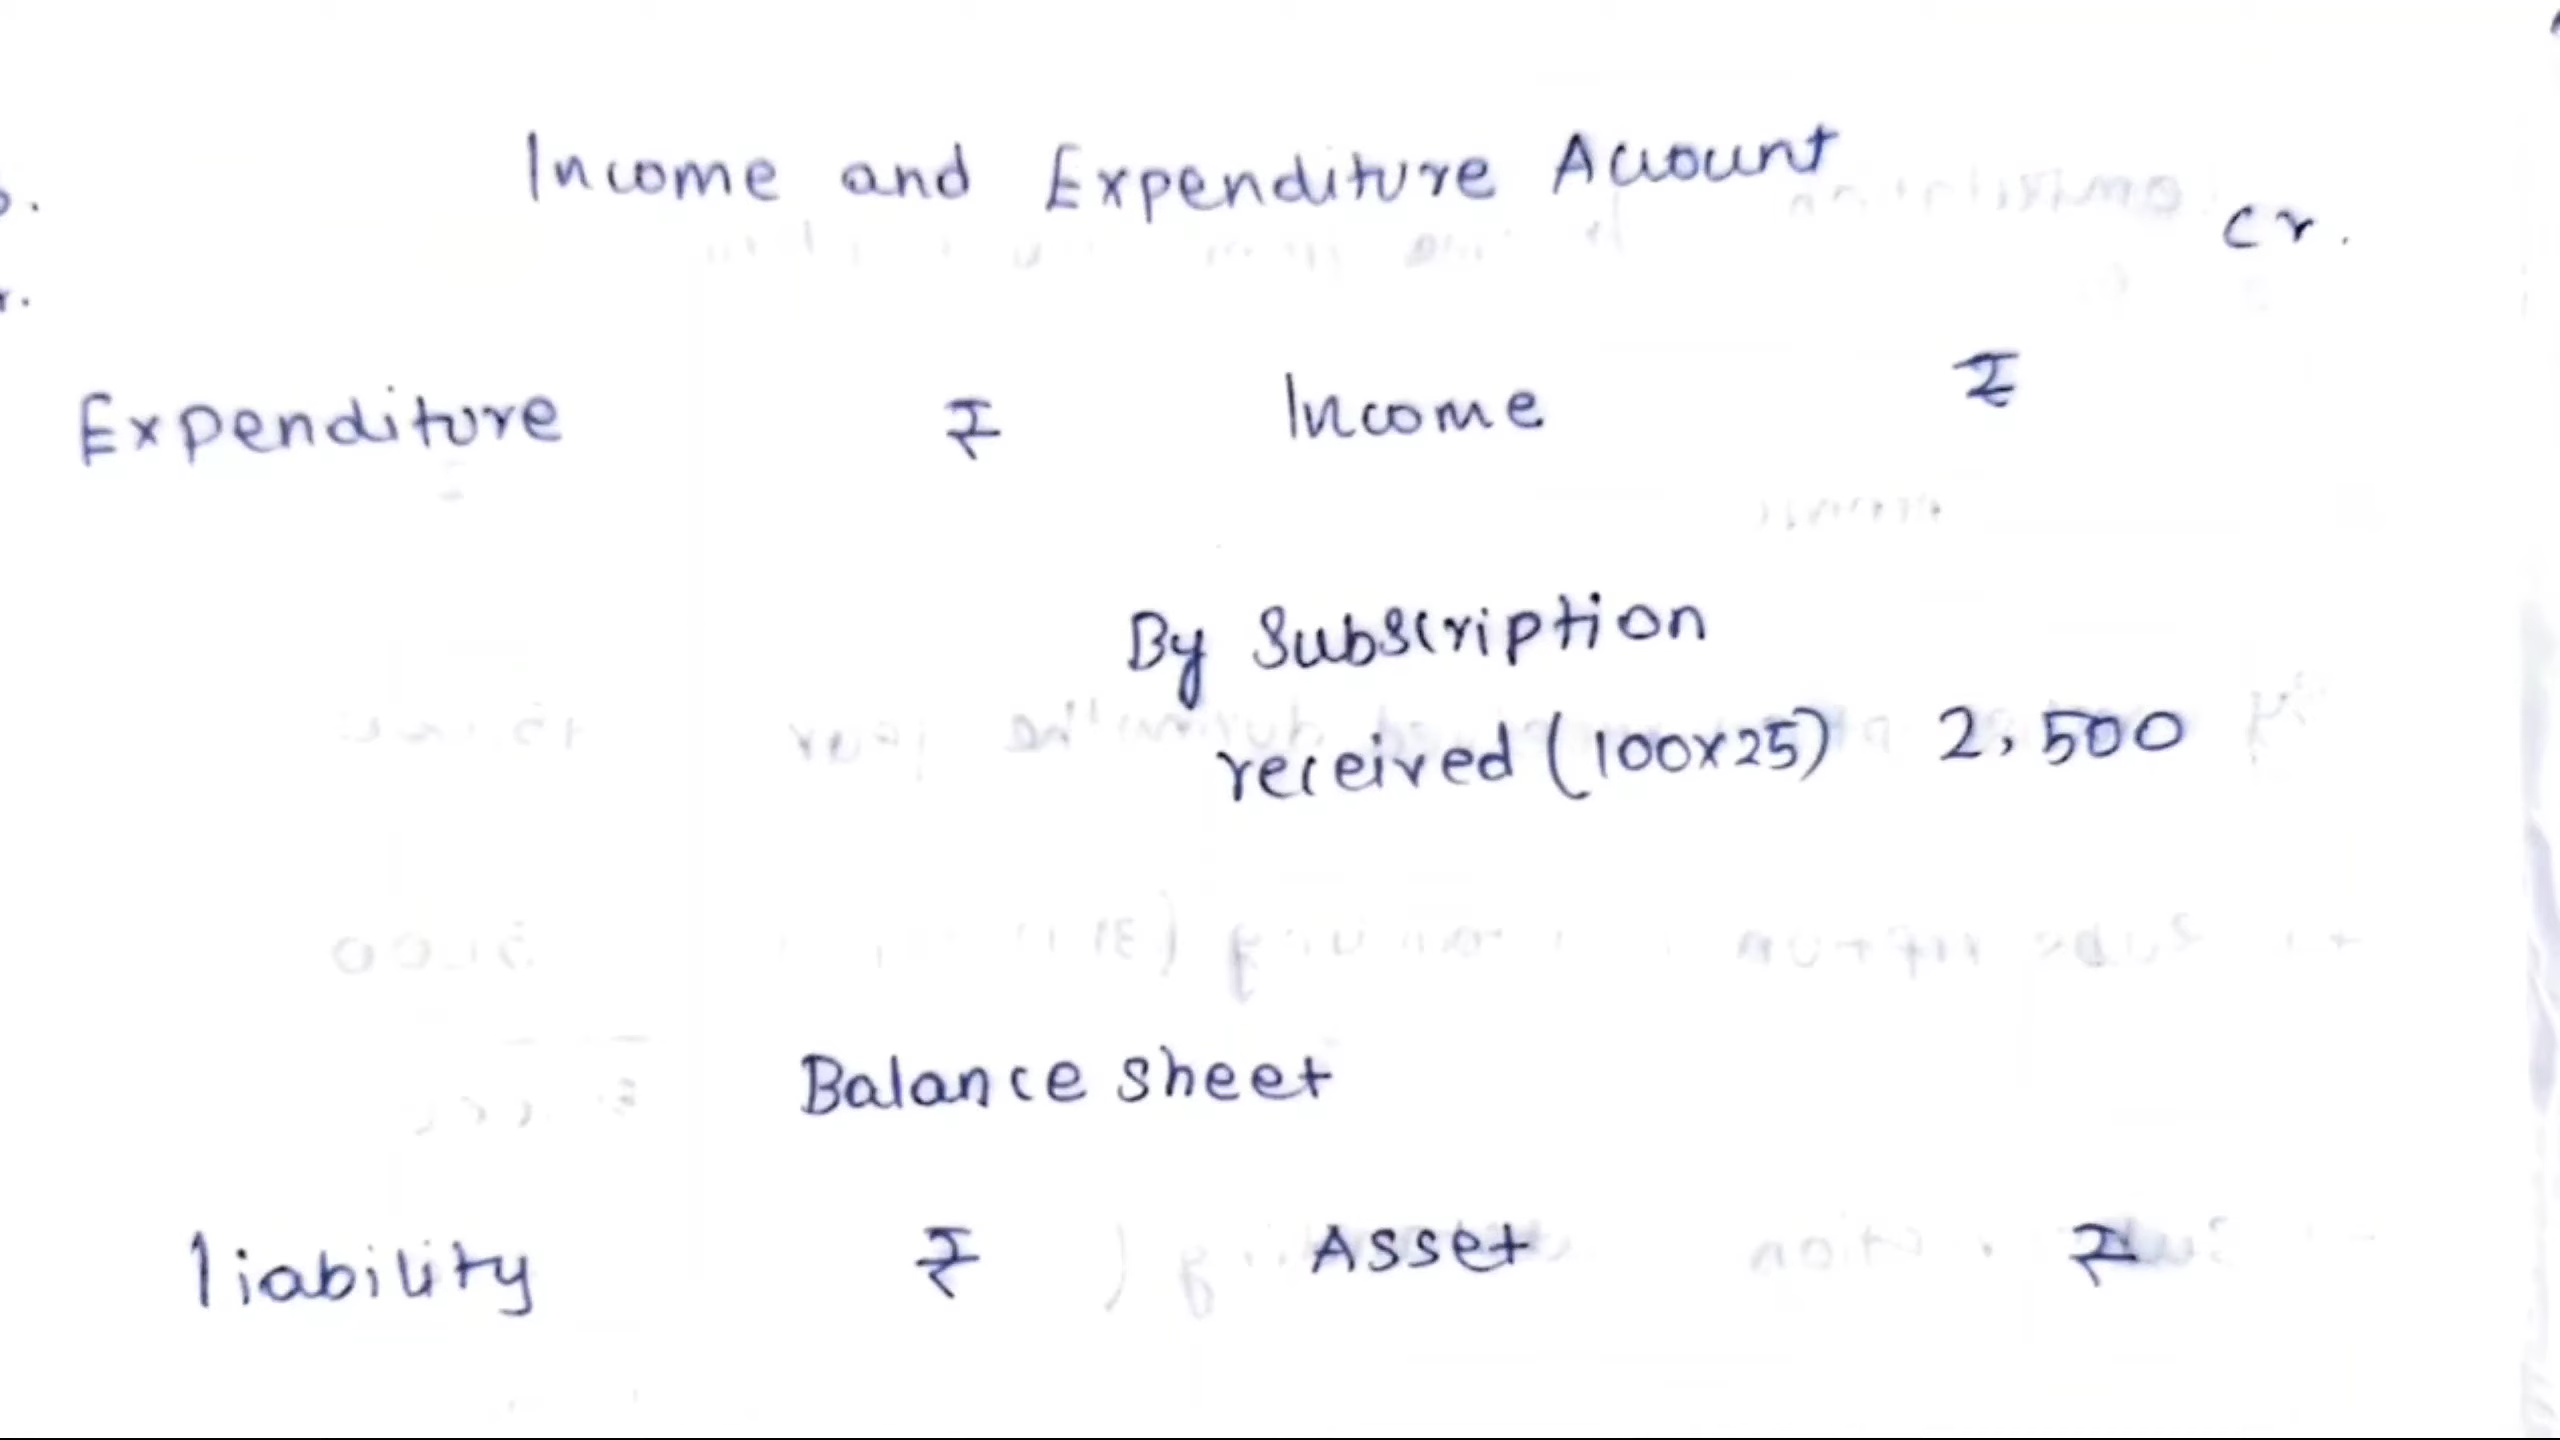 Income and Expenditure Account
Cr.
Expenditure ₹ Income ₹
By Subscription
received (100x25) 2,500
Balance sheet
liability ₹ Asset ₹